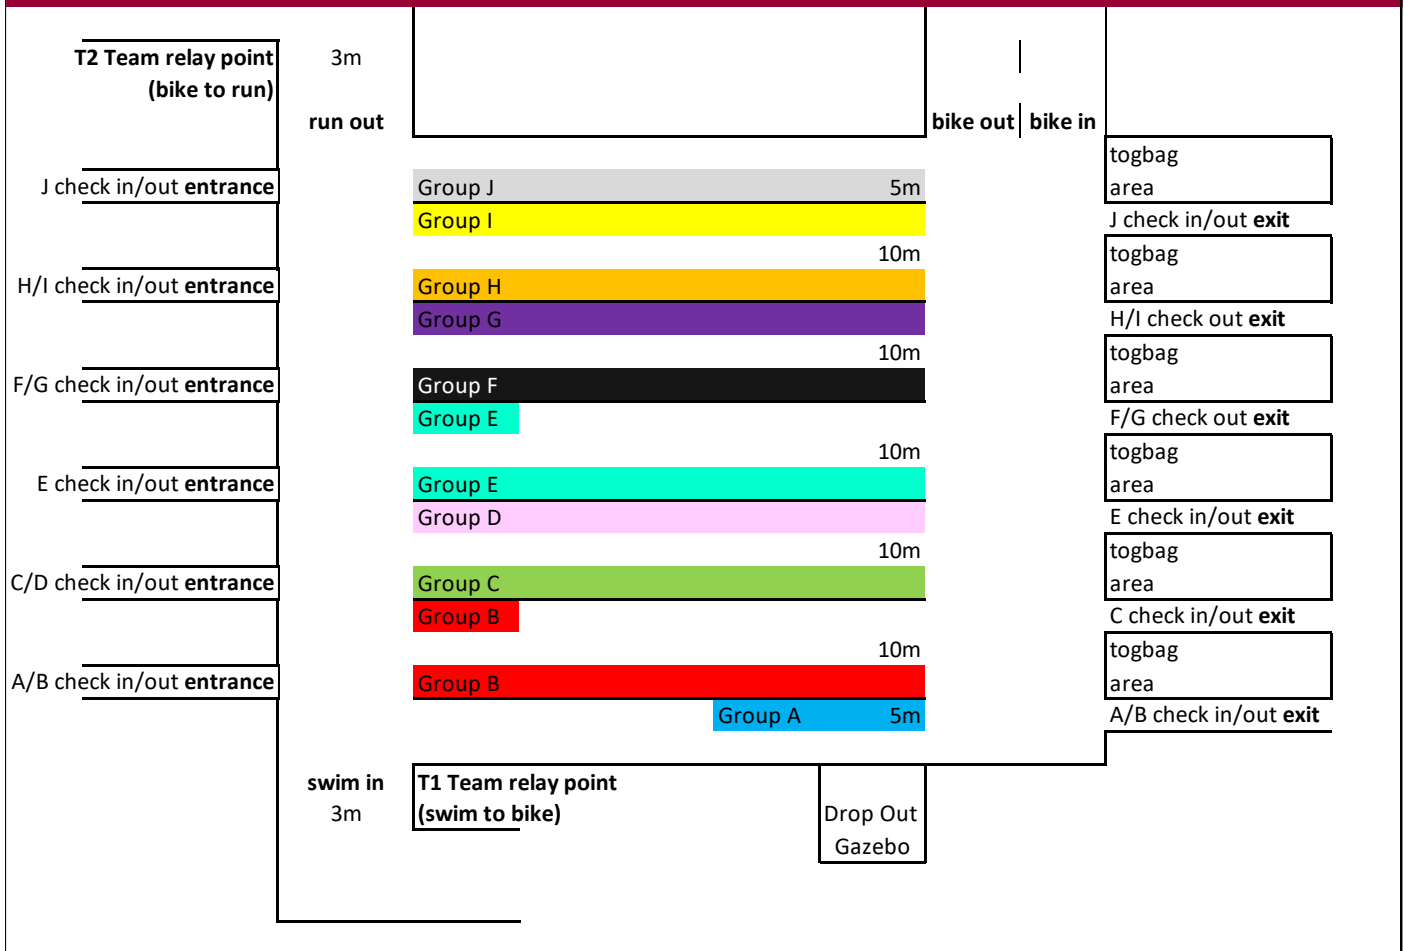 T2 Team relay point 3m
(bike to run)
run out bike out bike in
togbag
J check in/out entrance Group J 5m area
Group I J check in/out exit
10m togbag
H/I check in/out entrance Group H area
Group G H/I check out exit
10m togbag
F/G check in/out entrance Group F area
Group E F/G check out exit
10m togbag
E check in/out entrance Group E area
Group D E check in/out exit
10m togbag
C/D check in/out entrance Group C area
Group B C check in/out exit
10m togbag
A/B check in/out entrance Group B area
Group A 5m A/B check in/out exit
swim in T1 Team relay point
3m (swim to bike) Drop Out
Gazebo